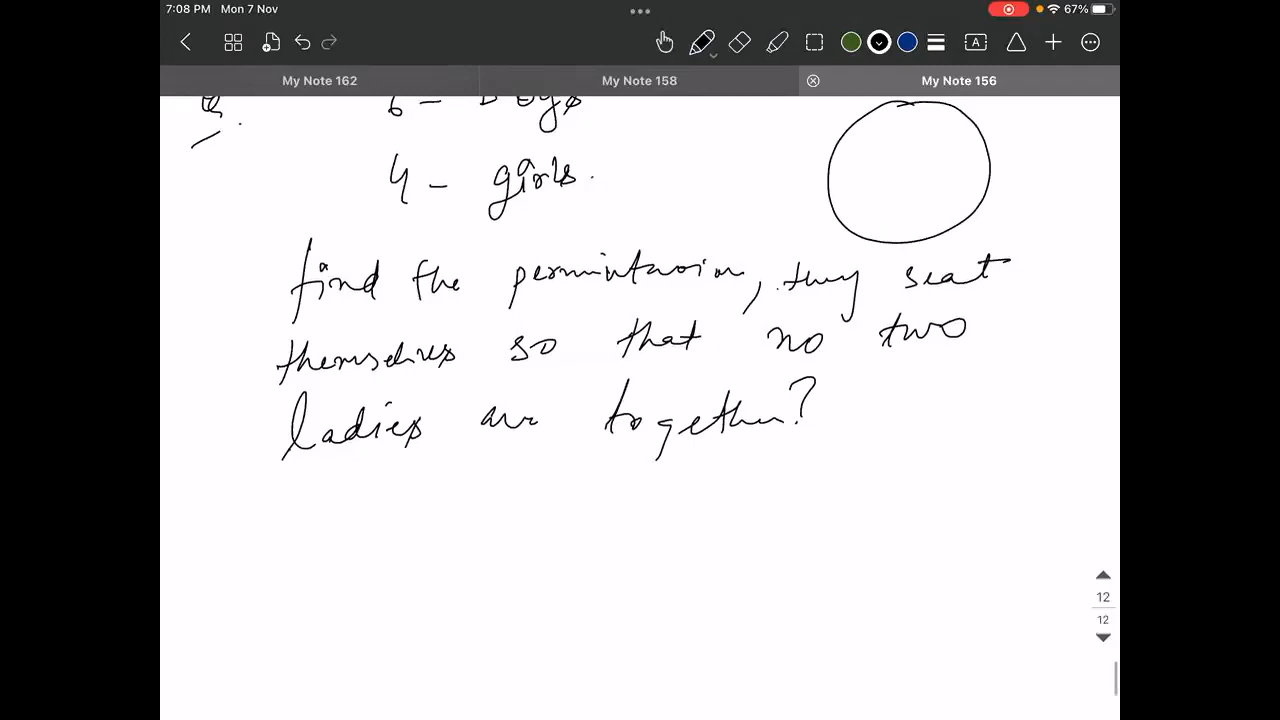 7:08 PM Mon 7 Nov
67%
My Note 162
My Note 158
My Note 156
Q.
6 - Boys
4 - girls.
find the permintaion, they seat
themselves so that no two
ladies are together?
A
12
12